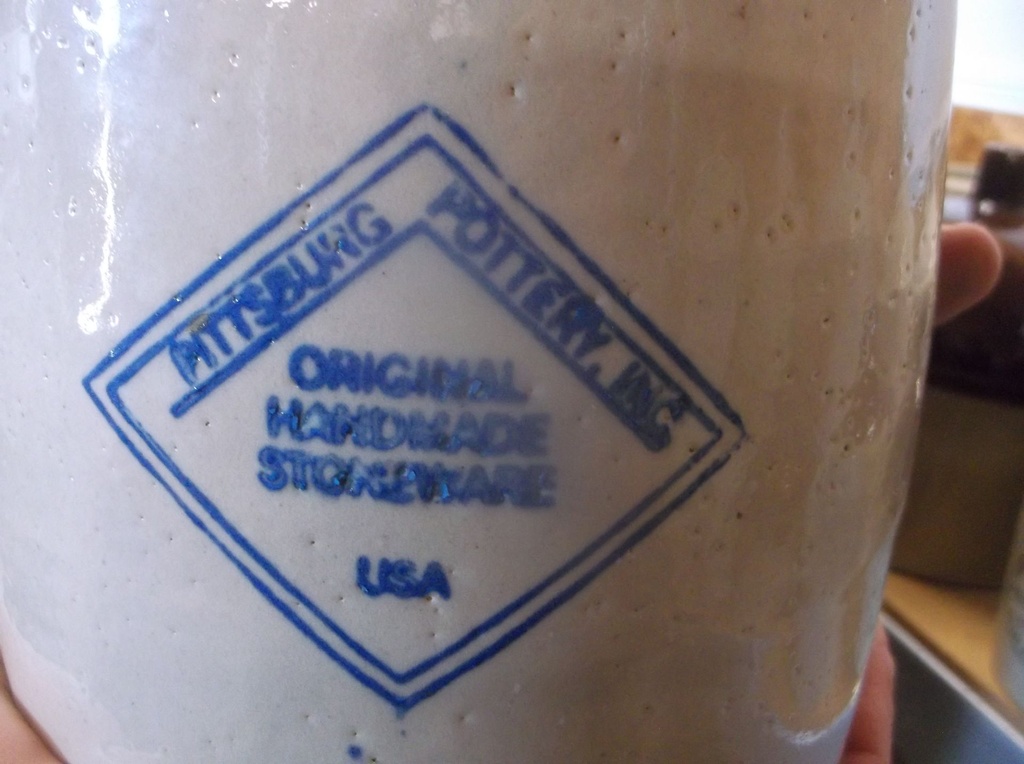 PITTSBURG
POTTERY, INC
ORIGINAL
HANDMADE
STONEWARE
USA